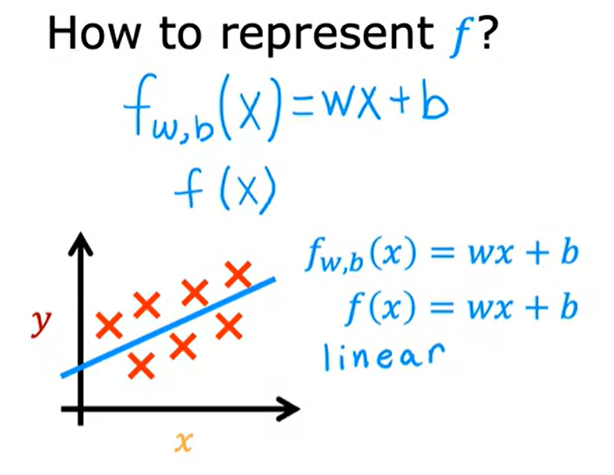 How to represent f?
f_{w,b}(x)=wx+b
f(x)
f_{w,b}(x) = wx + b
f(x) = wx + b
linear
y
x